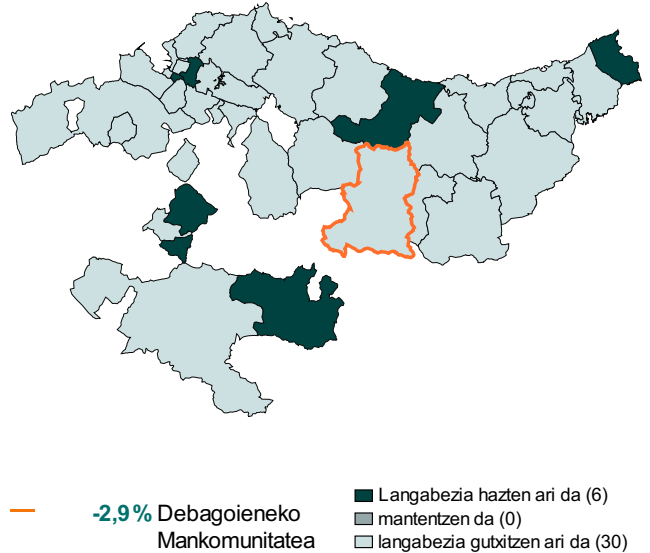 -2,9 % Debagoieneko
Mankomunitatea
Langabezia hazten ari da (6)
mantentzen da (0)
langabezia gutxitzen ari da (30)